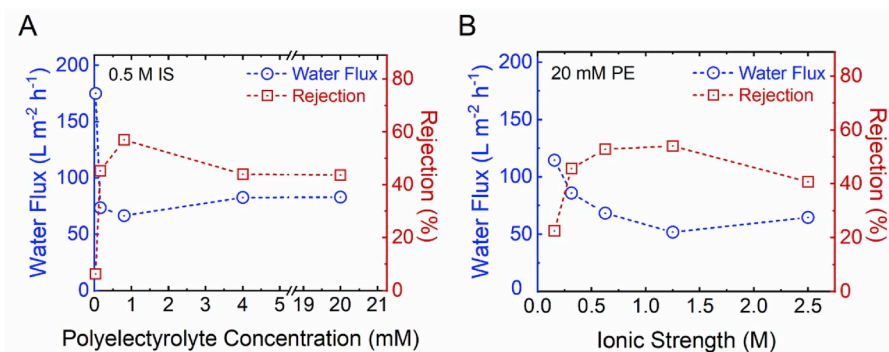 A
0.5 M IS
Water Flux
Rejection
Water Flux (L m⁻² h⁻¹)
200
150
100
50
0
80
60
40
20
0
Rejection (%)
0 1 2 3 4 5 19 20 21
Polyelectyrolyte Concentration (mM)
B
20 mM PE
Water Flux
Rejection
Water Flux (L m⁻² h⁻¹)
200
150
100
50
0
80
60
40
20
0
Rejection (%)
0.0 0.5 1.0 1.5 2.0 2.5
Ionic Strength (M)